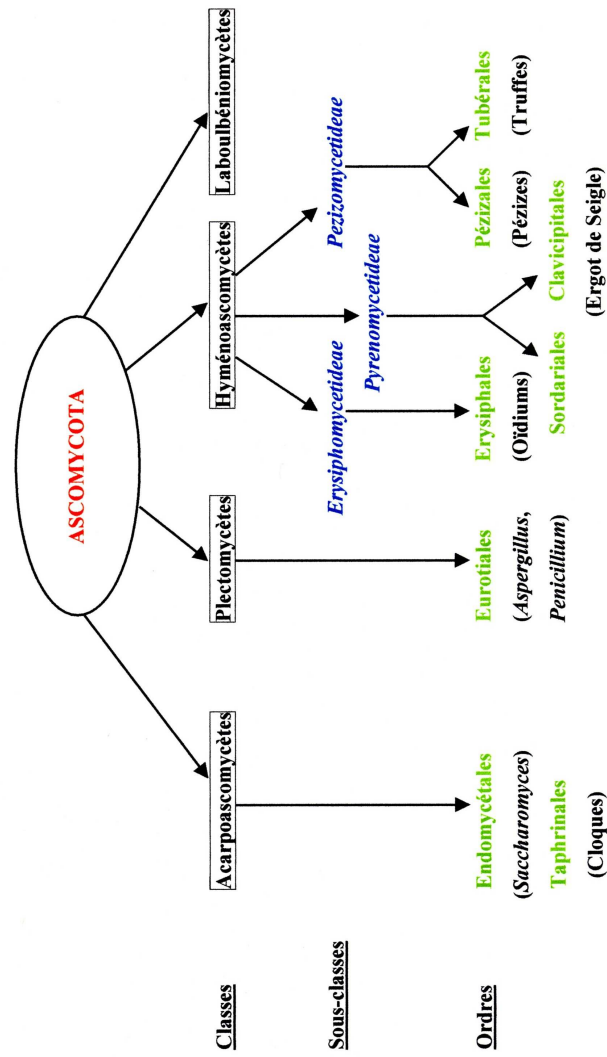 ASCOMYCOTA
Classes
Acarpoascomycètes
Plectomycètes
Hyménoascomycètes
Laboulbéniomycètes
Sous-classes
Erysiphomycetideae
Pyrenomycetideae
Pezizomycetideae
Ordres
Endomycétales
(Saccharomyces)
Taphrinales
(Cloques)
Eurotiales
(Aspergillus,
Penicillium)
Erysiphales
(Oïdiums)
Sordariales
Clavicipitales
(Ergot de Seigle)
Pézizales
(Pézizes)
Tubérales
(Truffes)